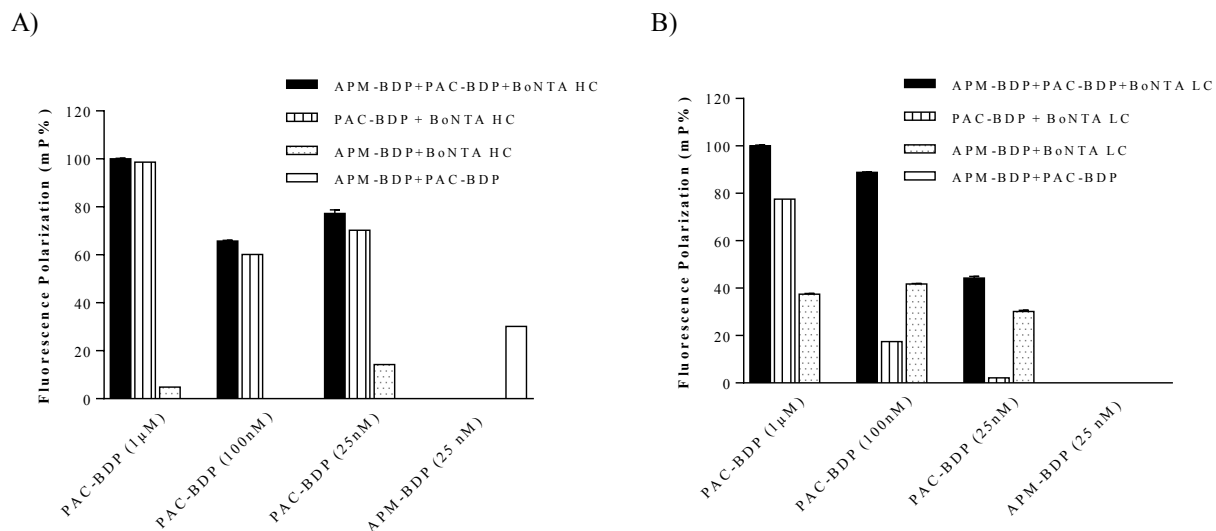 A)
APM-BDP+PAC-BDP+BoNTA HC
PAC-BDP + BoNTA HC
APM-BDP+BoNTA HC
APM-BDP+PAC-BDP
Fluorescence Polarization (mP%)
120
100
80
60
40
20
0
PAC-BDP (1μM)
PAC-BDP (100nM)
PAC-BDP (25nM)
APM-BDP (25 nM)
B)
APM-BDP+PAC-BDP+BoNTA LC
PAC-BDP + BoNTA LC
APM-BDP+BoNTA LC
APM-BDP+PAC-BDP
Fluorescence Polarization (mP%)
120
100
80
60
40
20
0
PAC-BDP (1μM)
PAC-BDP (100nM)
PAC-BDP (25nM)
APM-BDP (25 nM)